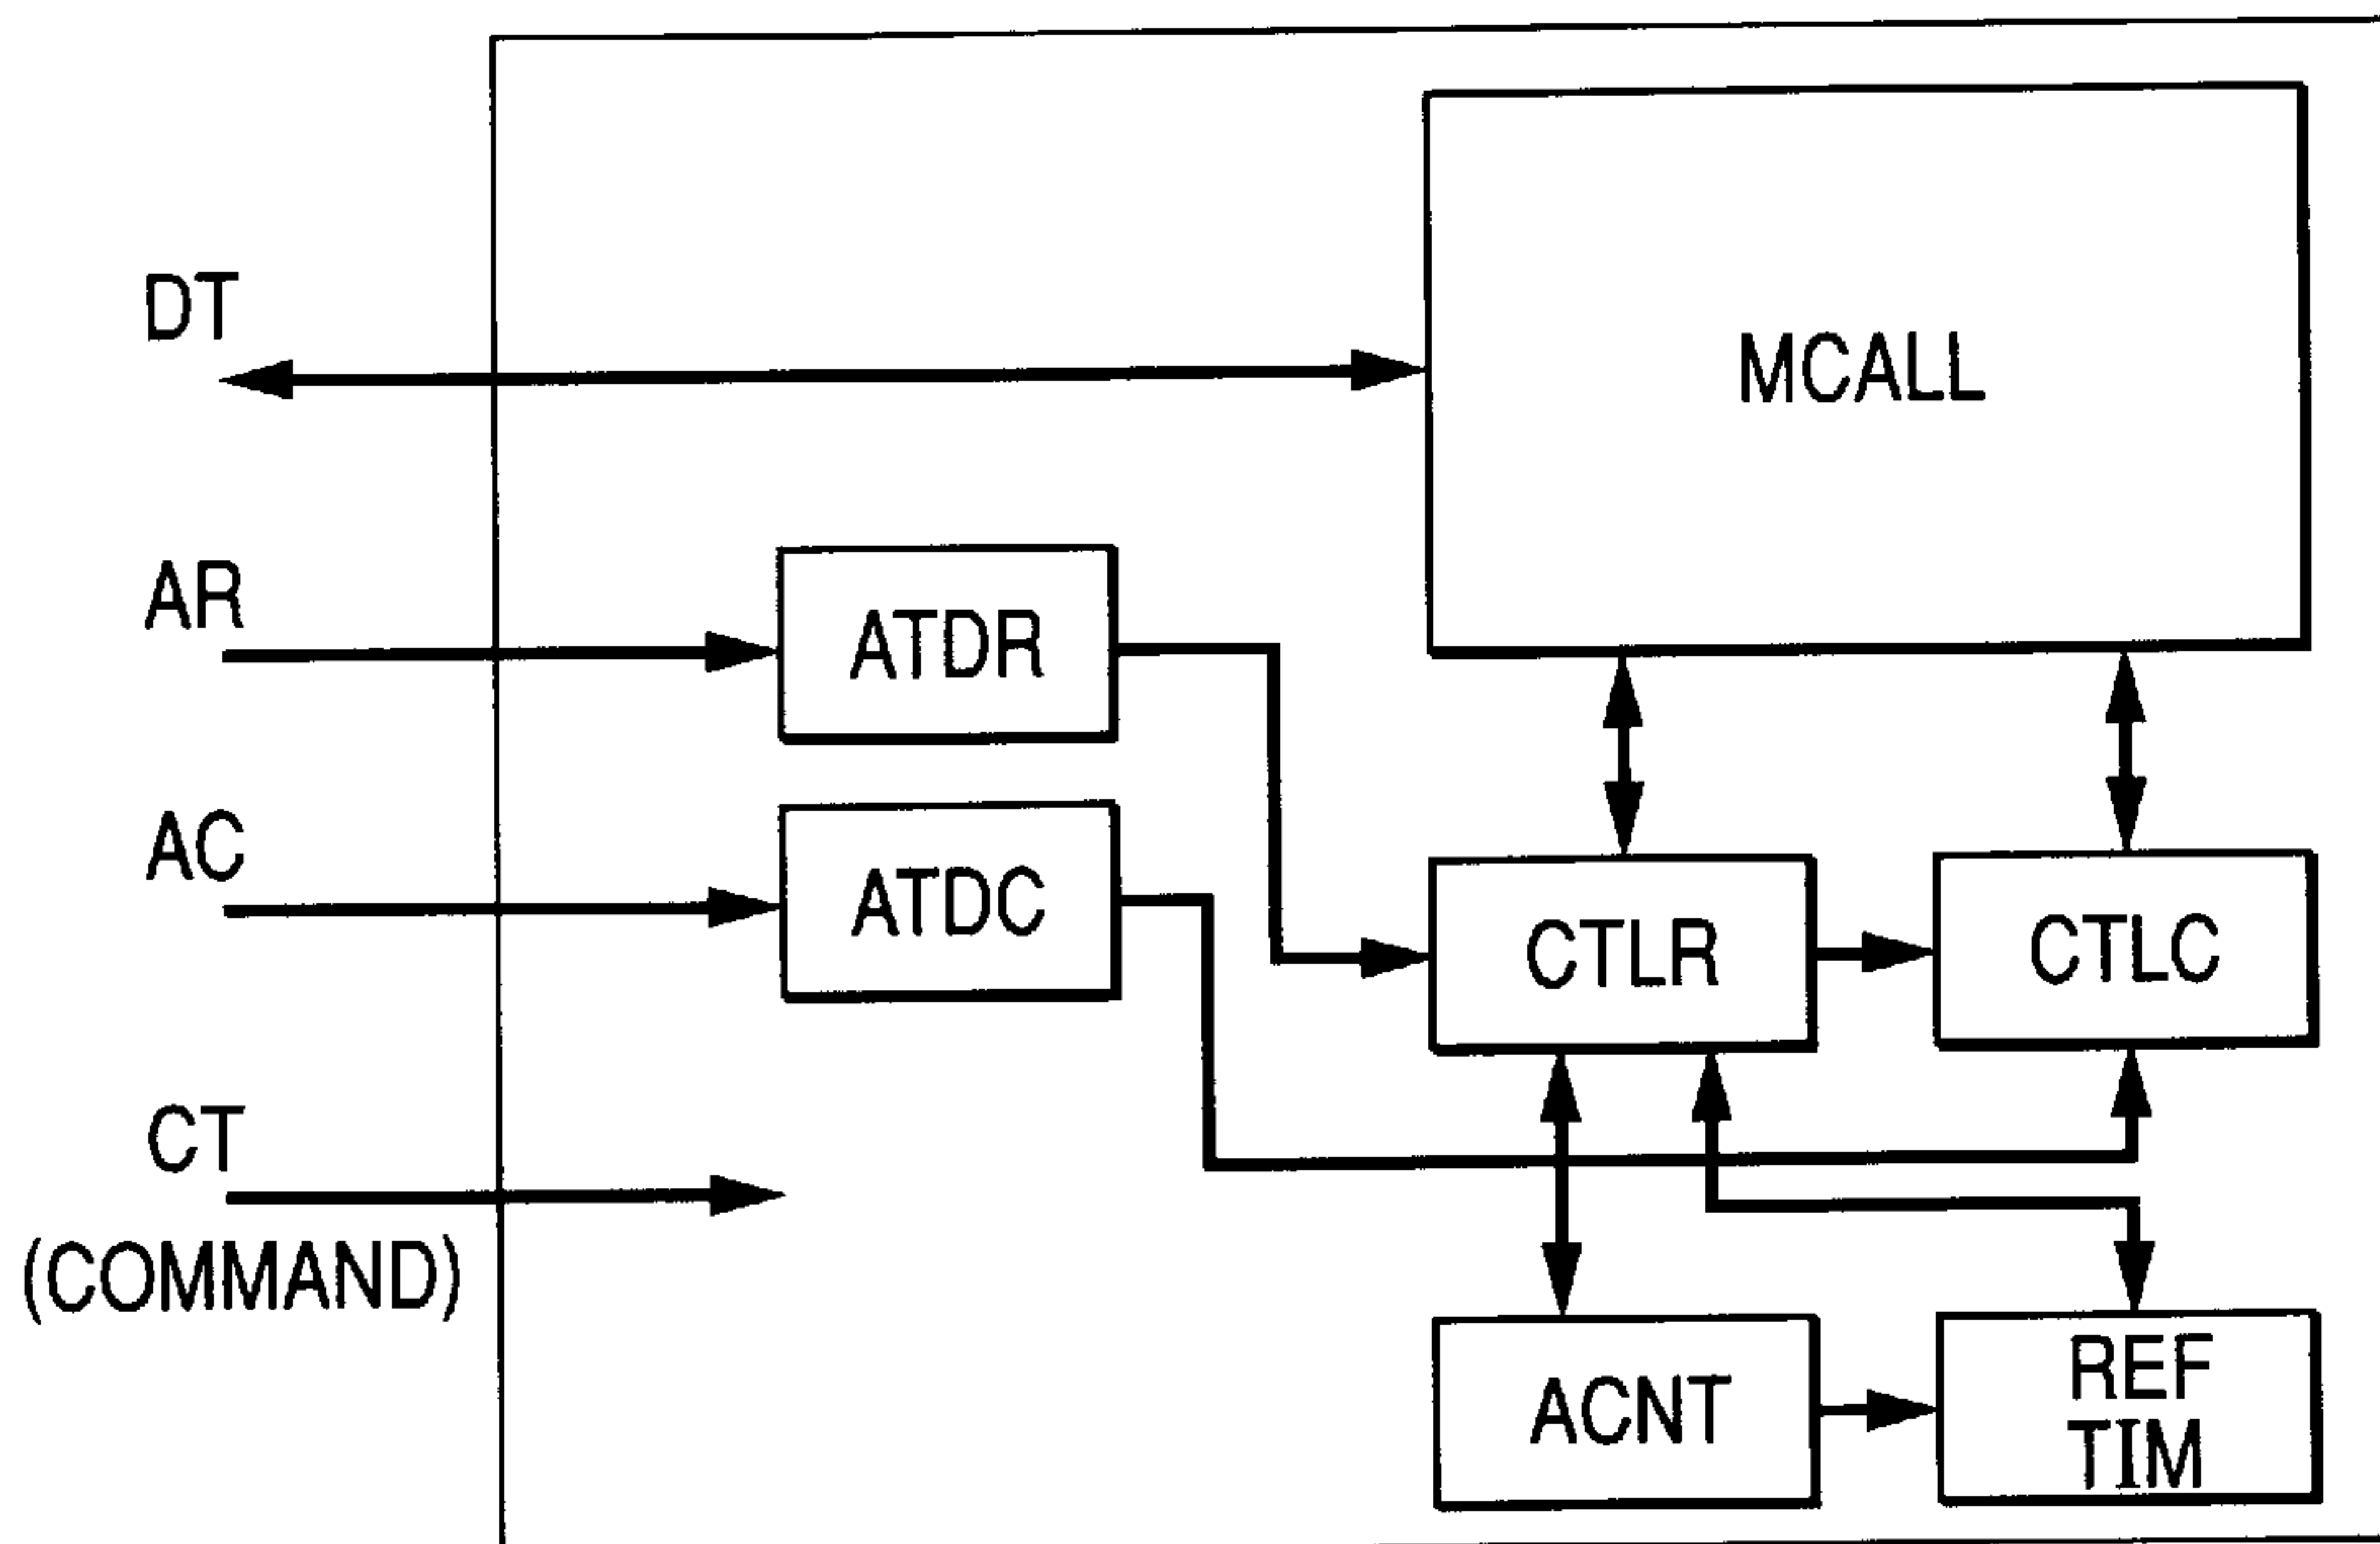 DT
MCALL
AR
ATDR
AC
ATDC
CTLR
CTLC
CT
(COMMAND)
ACNT
REF
TIM